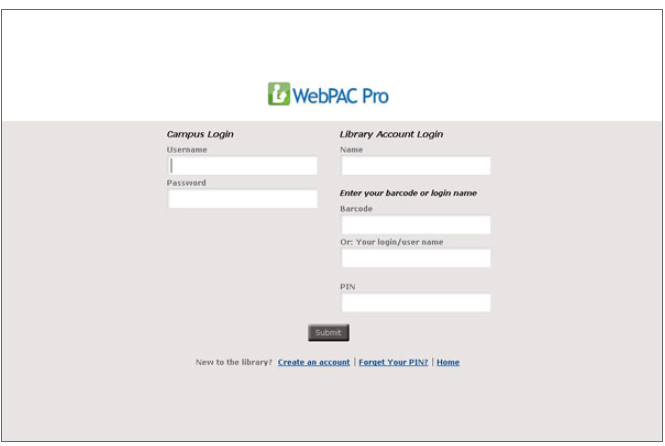 WebPAC Pro
Campus Login
Username
Password
Library Account Login
Name
Enter your barcode or login name
Barcode
Or: Your login/user name
PIN
Submit
New to the library? Create an account | Forget Your PIN? | Home